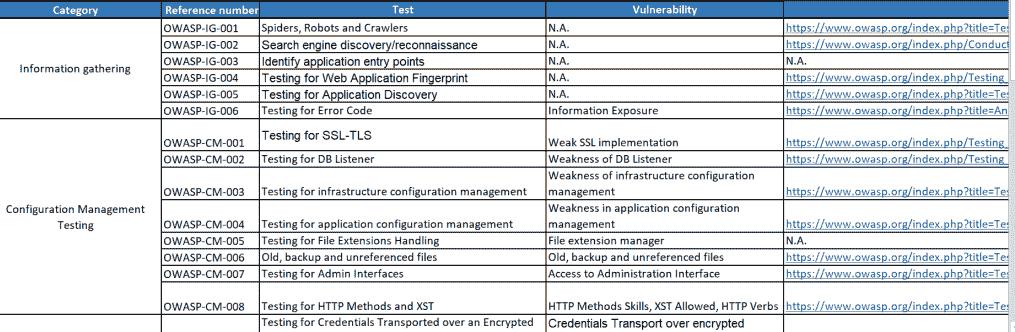 Category Reference number Test Vulnerability
Information gathering
OWASP-IG-001 Spiders, Robots and Crawlers N.A. https://www.owasp.org/index.php?title=Tes
OWASP-IG-002 Search engine discovery/reconnaissance N.A. https://www.owasp.org/index.php/Conduct
OWASP-IG-003 Identify application entry points N.A. N.A.
OWASP-IG-004 Testing for Web Application Fingerprint N.A. https://www.owasp.org/index.php/Testing_
OWASP-IG-005 Testing for Application Discovery N.A. https://www.owasp.org/index.php?title=Tes
OWASP-IG-006 Testing for Error Code Information Exposure https://www.owasp.org/index.php?title=An
Configuration Management
Testing
OWASP-CM-001 Testing for SSL-TLS Weak SSL implementation https://www.owasp.org/index.php/Testing_
OWASP-CM-002 Testing for DB Listener Weakness of DB Listener https://www.owasp.org/index.php/Testing_
Weakness of infrastructure configuration
OWASP-CM-003 Testing for infrastructure configuration management management https://www.owasp.org/index.php?title=Tes
Weakness in application configuration
OWASP-CM-004 Testing for application configuration management management https://www.owasp.org/index.php?title=Tes
OWASP-CM-005 Testing for File Extensions Handling File extension manager N.A.
OWASP-CM-006 Old, backup and unreferenced files Old, backup and unreferenced files https://www.owasp.org/index.php?title=Tes
OWASP-CM-007 Testing for Admin Interfaces Access to Administration Interface https://www.owasp.org/index.php?title=Tes
OWASP-CM-008 Testing for HTTP Methods and XST HTTP Methods Skills, XST Allowed, HTTP Verbs https://www.owasp.org/index.php?title=Tes
Testing for Credentials Transported over an Encrypted Credentials Transport over encrypted